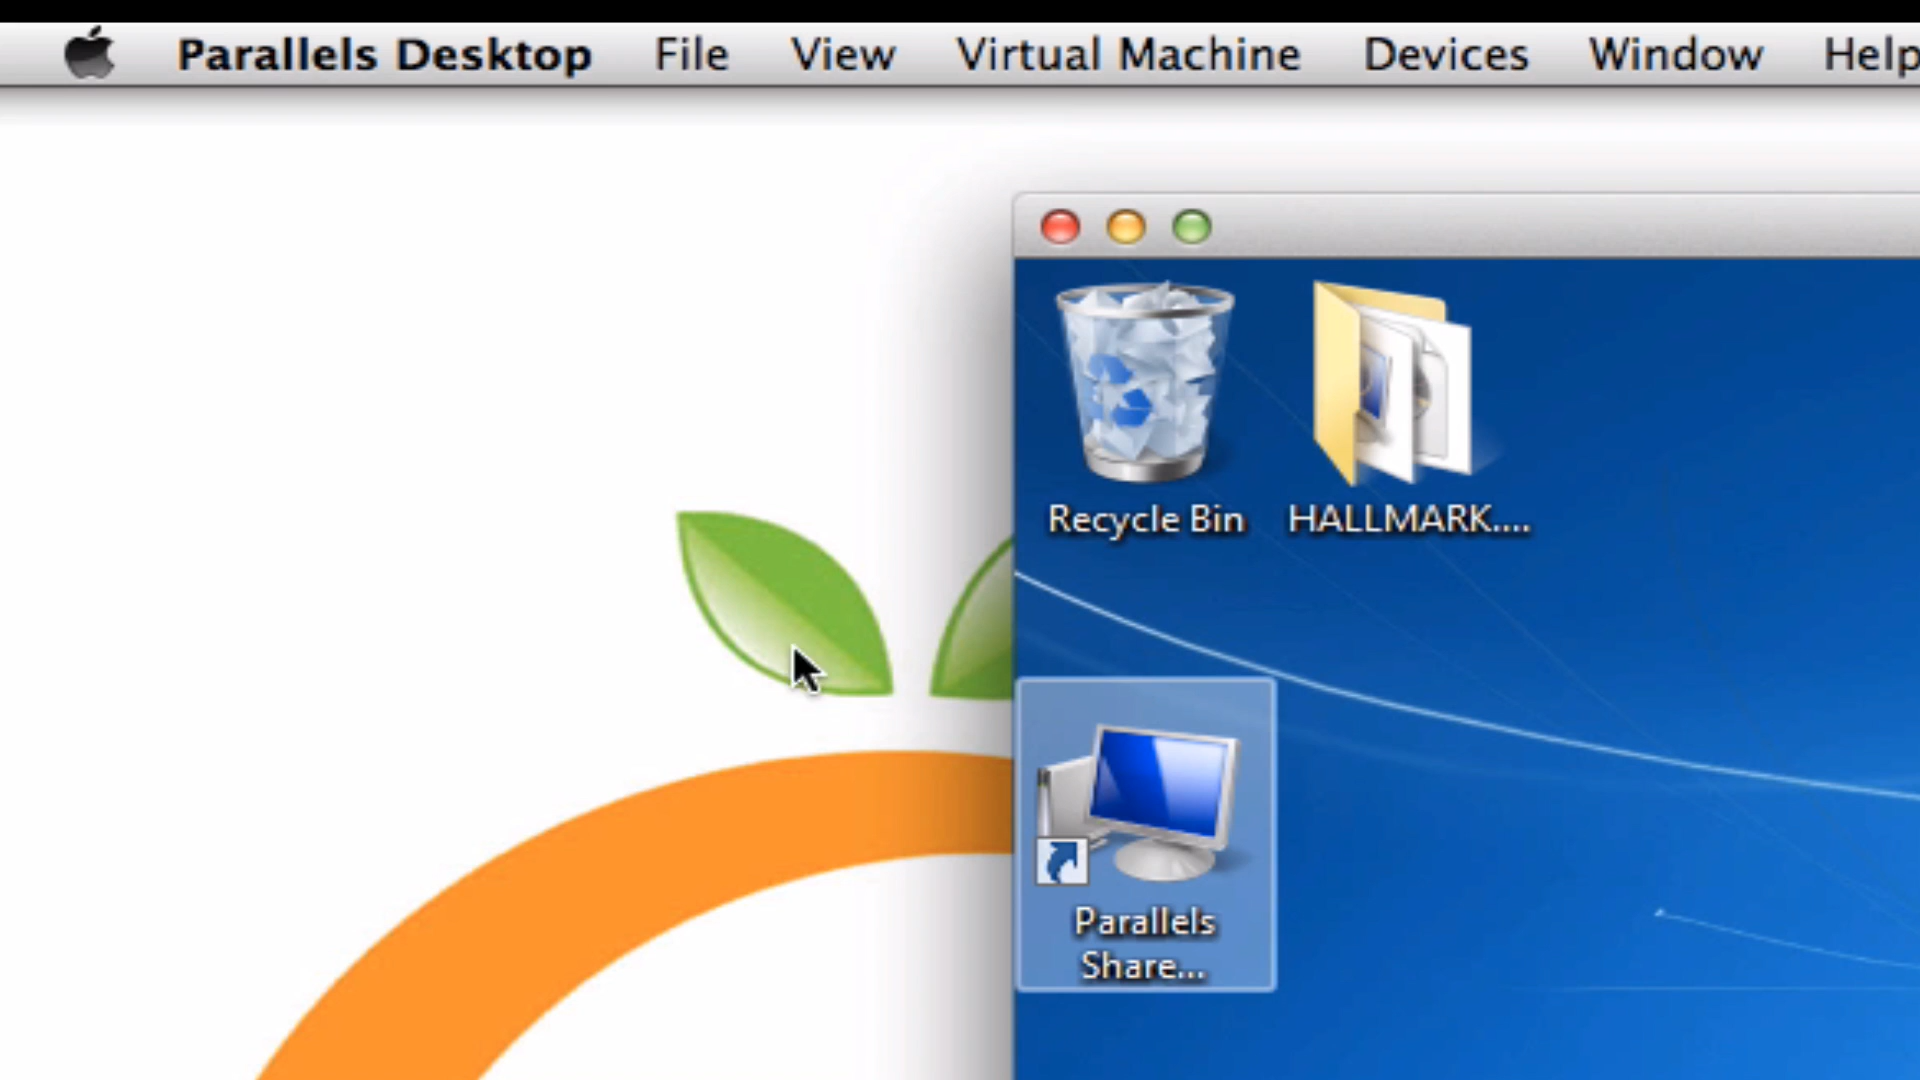 Parallels Desktop File View Virtual Machine Devices Window Help
Recycle Bin HALLMARK....
Parallels
Share...